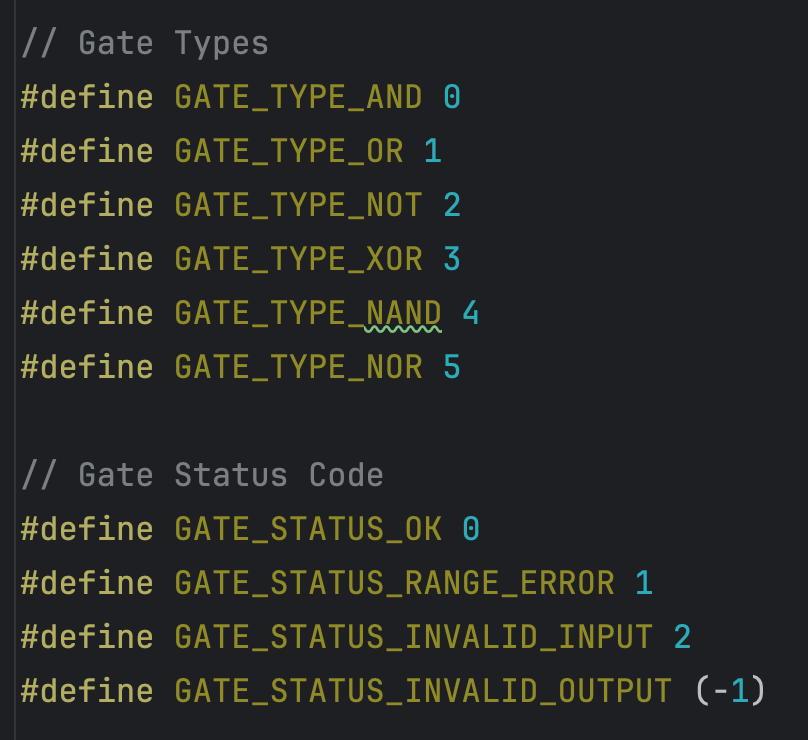 // Gate Types
#define GATE_TYPE_AND 0
#define GATE_TYPE_OR 1
#define GATE_TYPE_NOT 2
#define GATE_TYPE_XOR 3
#define GATE_TYPE_NAND 4
#define GATE_TYPE_NOR 5
// Gate Status Code
#define GATE_STATUS_OK 0
#define GATE_STATUS_RANGE_ERROR 1
#define GATE_STATUS_INVALID_INPUT 2
#define GATE_STATUS_INVALID_OUTPUT (-1)